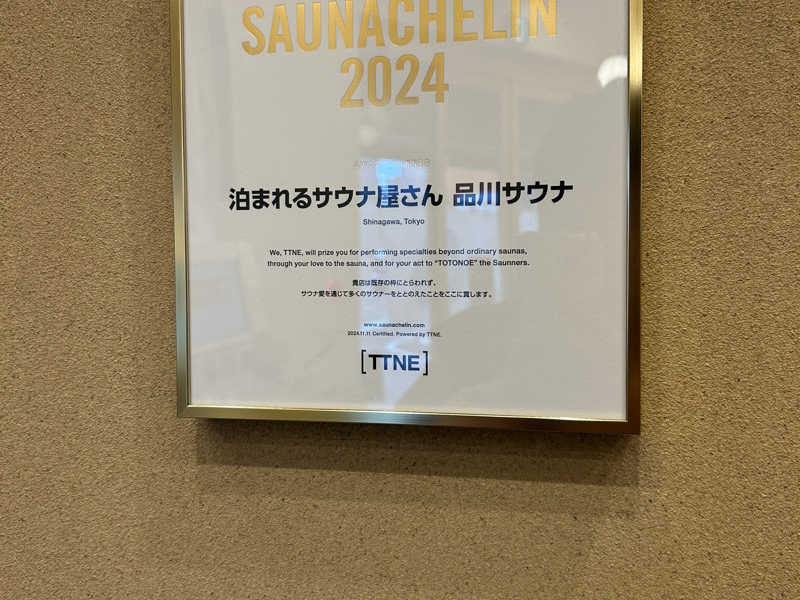 SAUNACHELIN
2024
泊まれるサウナ屋さん 品川サウナ
Shinagawa, Tokyo
We, TTNE, will prize you for performing specialties beyond ordinary saunas,
through your love to the sauna, and for your act to “TOTONOE” the Saunners.
貴店は既存の枠にとらわれず、
サウナ愛を通じて多くのサウナーをととのえたことをここに賞します。
www.saunachelin.com
2024.11.11 Certified. Powered by TTNE.
[TTNE]